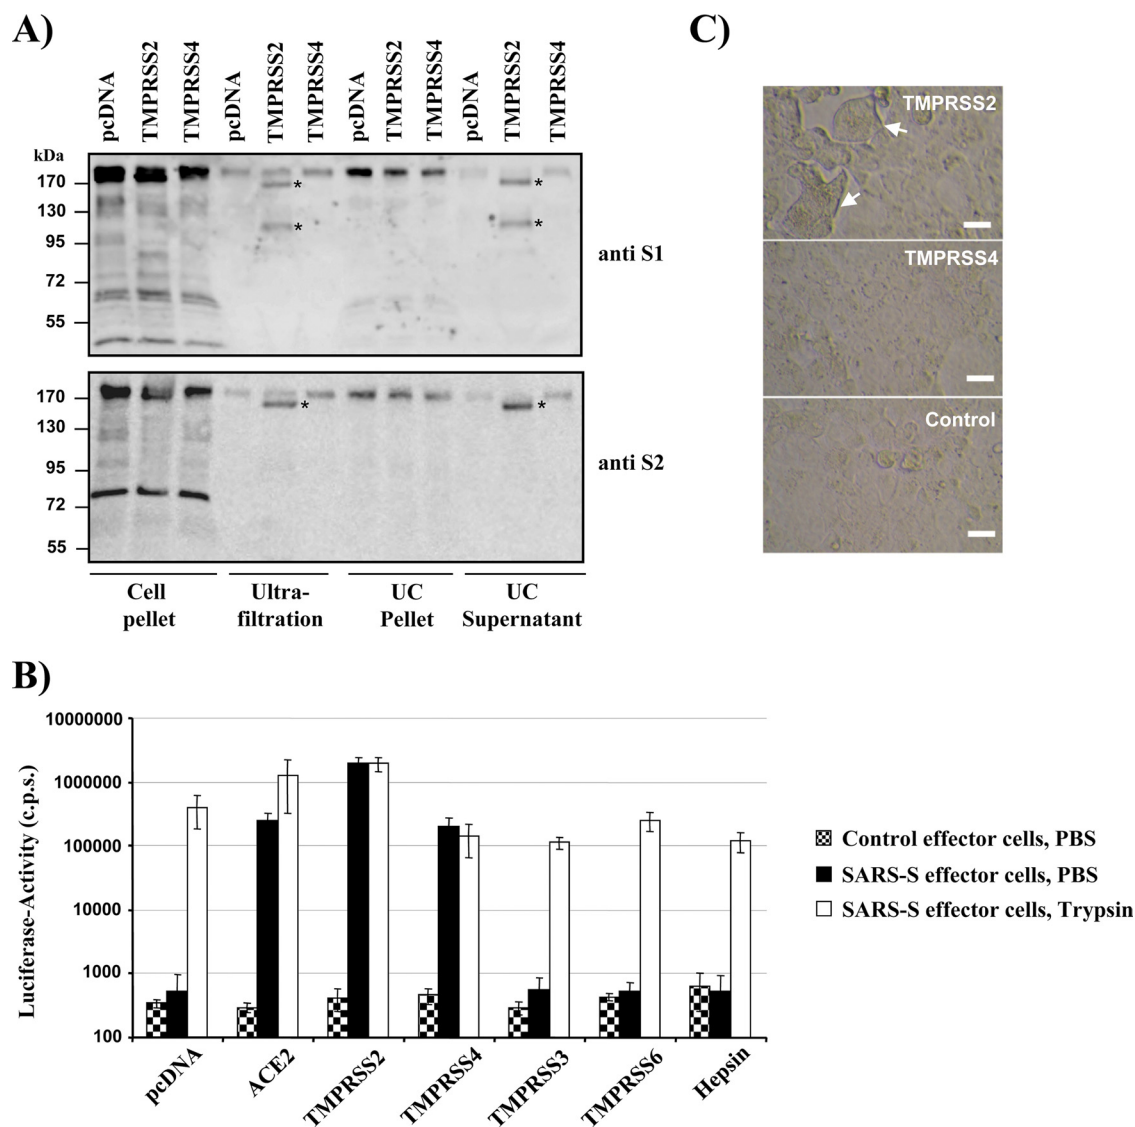 A)
pcDNA TMPRSS2 TMPRSS4 pcDNA TMPRSS2 TMPRSS4 pcDNA TMPRSS2 TMPRSS4 pcDNA TMPRSS2 TMPRSS4
kDa
170
130
95
72
55
* * * *
anti S1
170
130
95
72
55
* *
anti S2
Cell pellet
Ultra-filtration
UC Pellet
UC Supernatant
C)
TMPRSS2
TMPRSS4
Control
B)
Luciferase-Activity (c.p.s.)
10000000
1000000
100000
10000
1000
100
pcDNA ACE2 TMPRSS2 TMPRSS4 TMPRSS3 TMPRSS6 Hepsin
Control effector cells, PBS
SARS-S effector cells, PBS
SARS-S effector cells, Trypsin